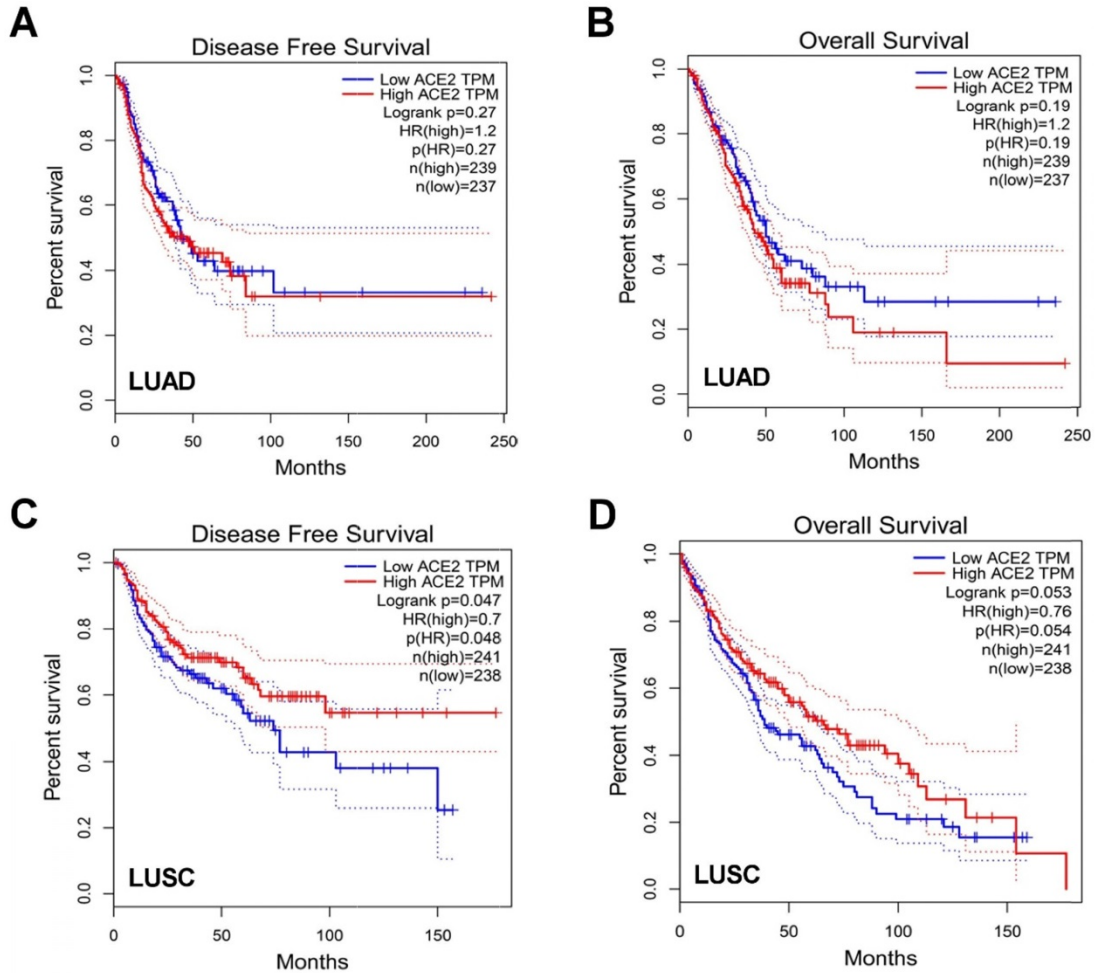 A
Disease Free Survival
Low ACE2 TPM
High ACE2 TPM
Logrank p=0.27
HR(high)=1.2
p(HR)=0.27
n(high)=239
n(low)=237
Percent survival
1.0
0.8
0.6
0.4
0.2
0.0
LUAD
0 50 100 150 200 250
Months
B
Overall Survival
Low ACE2 TPM
High ACE2 TPM
Logrank p=0.19
HR(high)=1.2
p(HR)=0.19
n(high)=239
n(low)=237
Percent survival
1.0
0.8
0.6
0.4
0.2
0.0
LUAD
0 50 100 150 200 250
Months
C
Disease Free Survival
Low ACE2 TPM
High ACE2 TPM
Logrank p=0.047
HR(high)=0.7
p(HR)=0.048
n(high)=241
n(low)=238
Percent survival
1.0
0.8
0.6
0.4
0.2
0.0
LUSC
0 50 100 150
Months
D
Overall Survival
Low ACE2 TPM
High ACE2 TPM
Logrank p=0.053
HR(high)=0.76
p(HR)=0.054
n(high)=241
n(low)=238
Percent survival
1.0
0.8
0.6
0.4
0.2
0.0
LUSC
0 50 100 150
Months